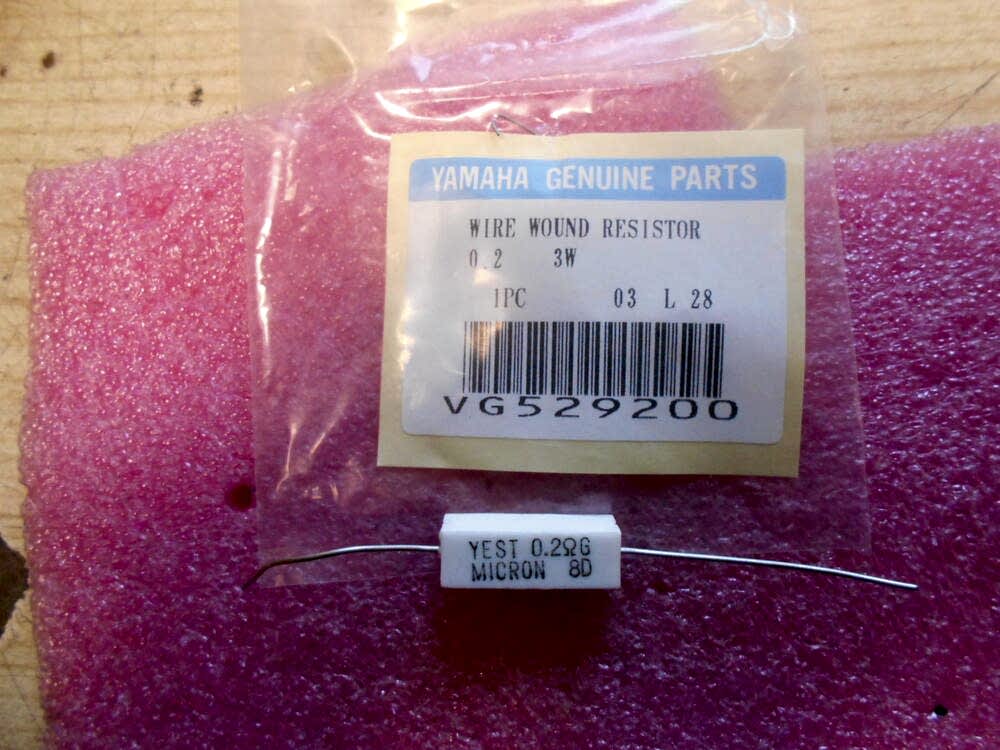 YAMAHA GENUINE PARTS
WIRE WOUND RESISTOR
0.2 3W
1PC 03 L 28
VG529200
YEST 0.2ΩG
MICRON 8D